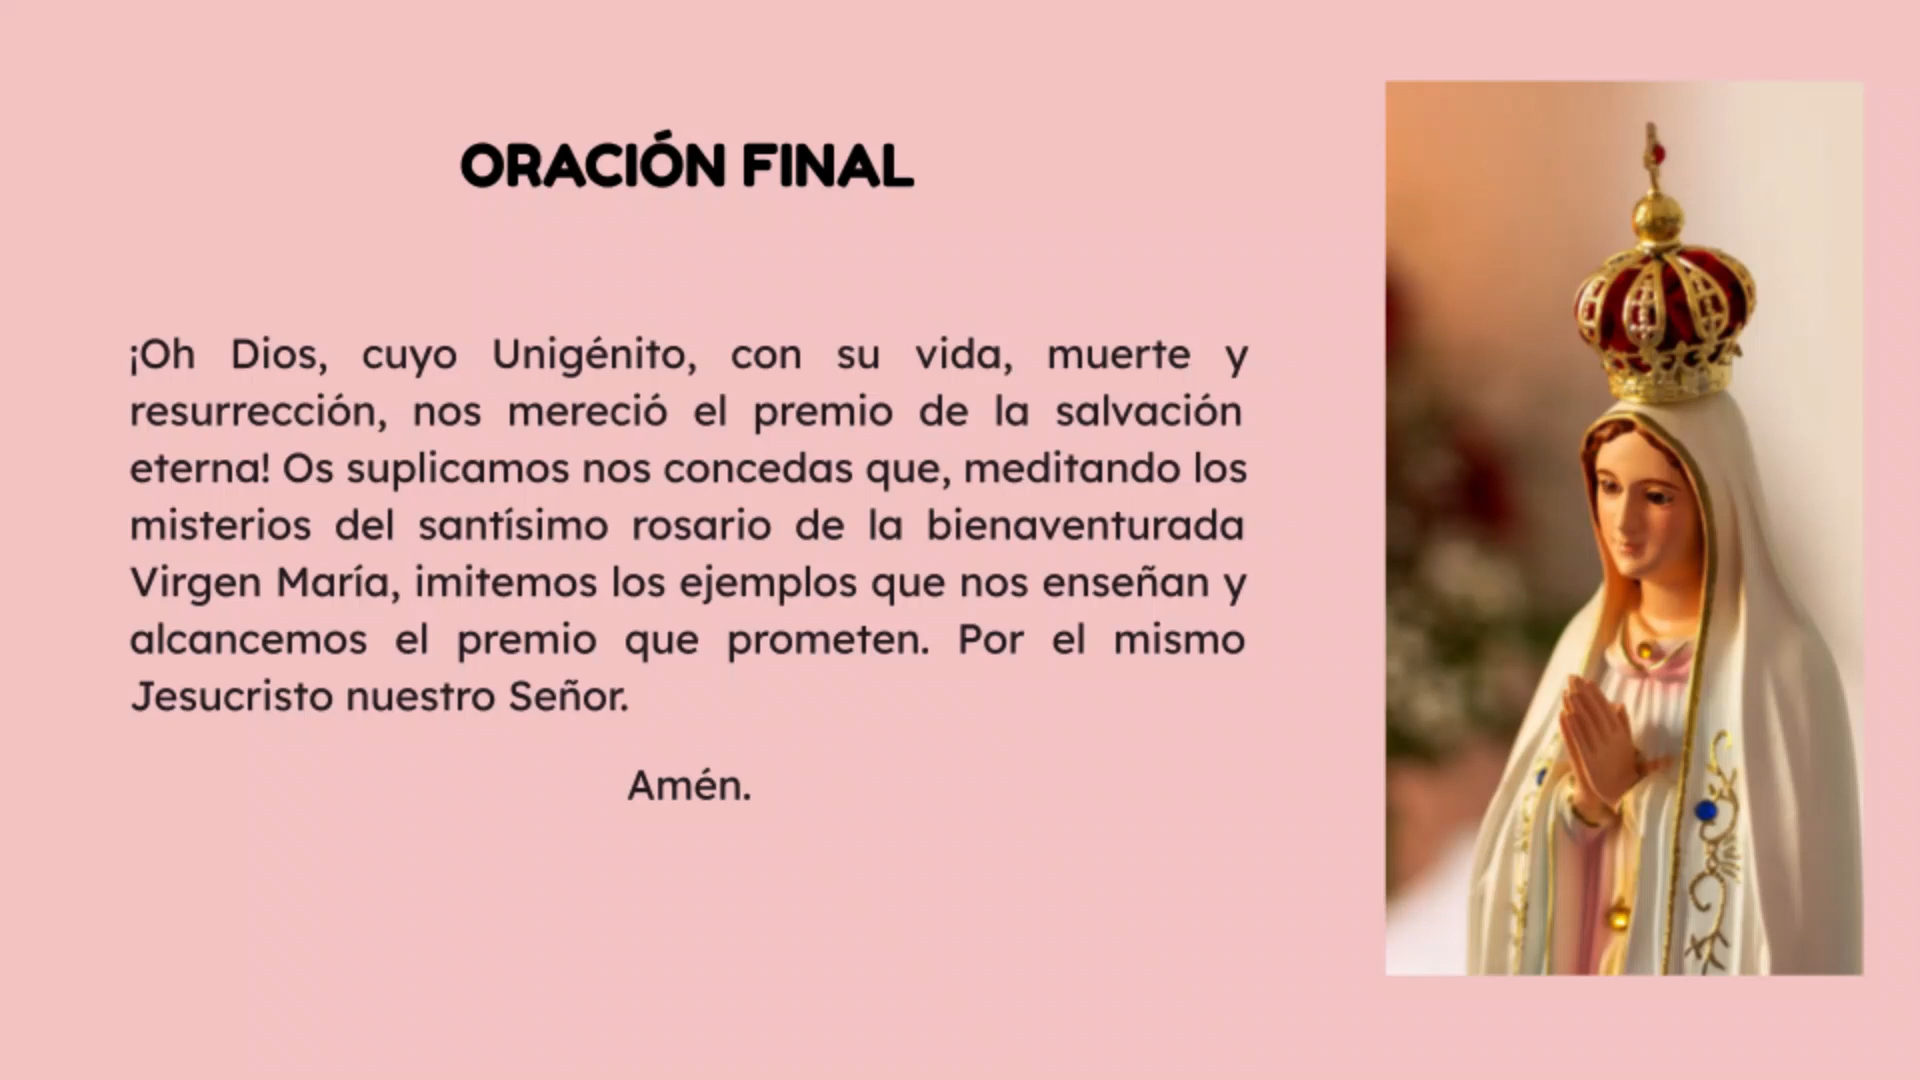 ORACIÓN FINAL
¡Oh Dios, cuyo Unigénito, con su vida, muerte y
resurrección, nos mereció el premio de la salvación
eterna! Os suplicamos nos concedas que, meditando los
misterios del santísimo rosario de la bienaventurada
Virgen María, imitemos los ejemplos que nos enseñan y
alcancemos el premio que prometen. Por el mismo
Jesucristo nuestro Señor.
Amén.